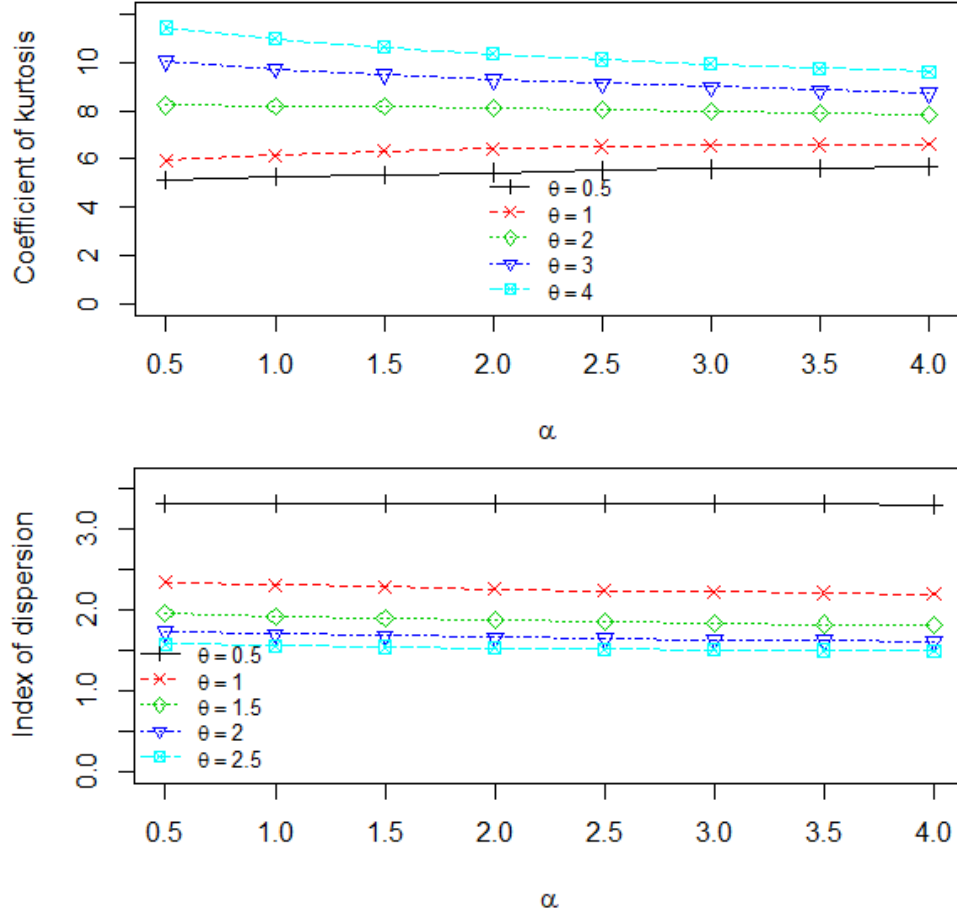 Coefficient of kurtosis
10
8
6
4
2
0
θ = 0.5
θ = 1
θ = 2
θ = 3
θ = 4
0.5 1.0 1.5 2.0 2.5 3.0 3.5 4.0
α
Index of dispersion
3.0
2.0
1.0
0.0
θ = 0.5
θ = 1
θ = 1.5
θ = 2
θ = 2.5
0.5 1.0 1.5 2.0 2.5 3.0 3.5 4.0
α